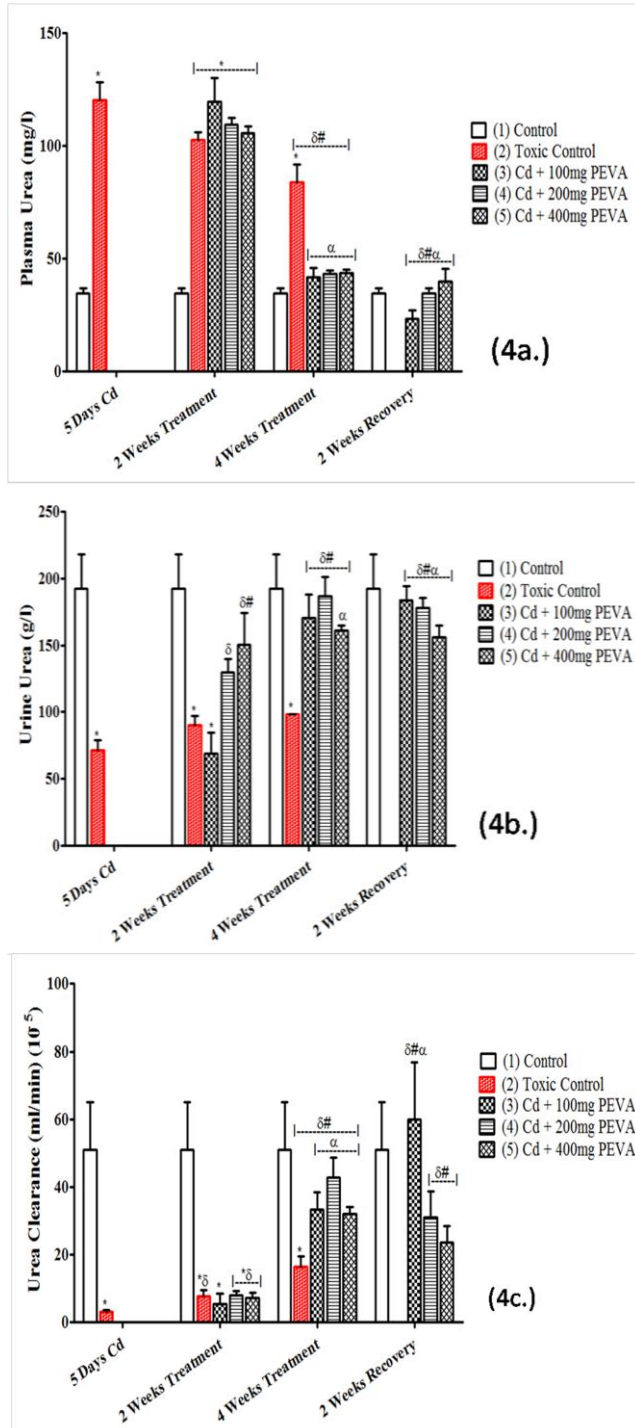 150
100
50
0
Plasma Urea (mg/l)
*
|----------*----------|
δ#
|--------------|
*
α
|----------|
δ#α
|----------|
5 Days Cd
2 Weeks Treatment
4 Weeks Treatment
2 Weeks Recovery
(1) Control
(2) Toxic Control
(3) Cd + 100mg PEVA
(4) Cd + 200mg PEVA
(5) Cd + 400mg PEVA
(4a.)
250
200
150
100
50
0
Urine Urea (g/l)
*
*
*
δ
δ#
*
δ#
|----------|
α
δ#α
|----------|
5 Days Cd
2 Weeks Treatment
4 Weeks Treatment
2 Weeks Recovery
(1) Control
(2) Toxic Control
(3) Cd + 100mg PEVA
(4) Cd + 200mg PEVA
(5) Cd + 400mg PEVA
(4b.)
100
80
60
40
20
0
Urea Clearance (ml/min) (10⁻⁵)
*
*δ
*
*δ
|------|
δ#
|--------------|
*
α
|----------|
δ#α
δ#
|------|
5 Days Cd
2 Weeks Treatment
4 Weeks Treatment
2 Weeks Recovery
(1) Control
(2) Toxic Control
(3) Cd + 100mg PEVA
(4) Cd + 200mg PEVA
(5) Cd + 400mg PEVA
(4c.)